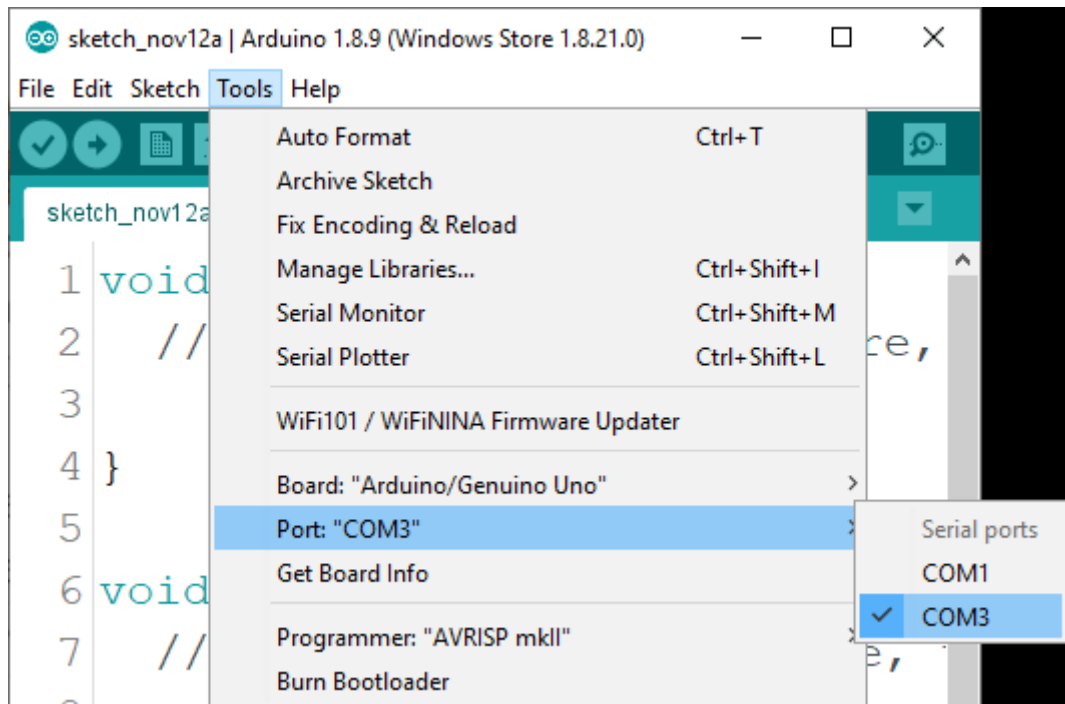 sketch_nov12a | Arduino 1.8.9 (Windows Store 1.8.21.0)
File Edit Sketch Tools Help
Auto Format Ctrl+T
Archive Sketch
sketch_nov12a
Fix Encoding & Reload
1 void
Manage Libraries... Ctrl+Shift+I
Serial Monitor Ctrl+Shift+M
2 // re,
Serial Plotter Ctrl+Shift+L
3
WiFi101 / WiFiNINA Firmware Updater
4 }
Board: "Arduino/Genuino Uno"
5
Port: "COM3"
Serial ports
Get Board Info
COM1
6 void
COM3
Programmer: "AVRISP mkII"
7 // e,
Burn Bootloader